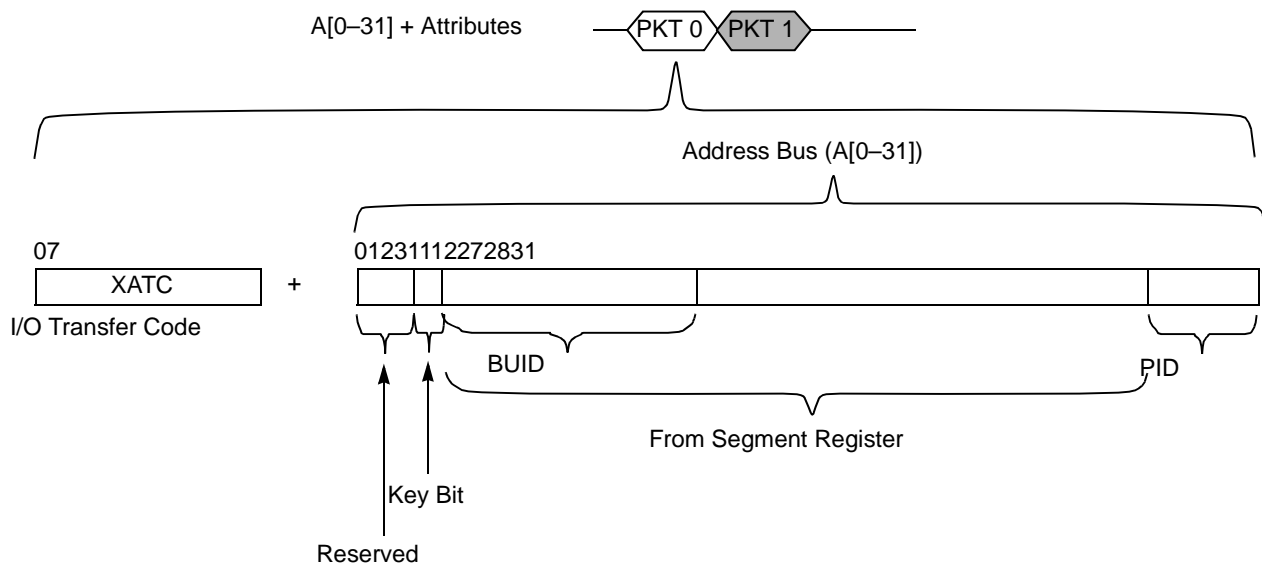 A[0–31] + Attributes PKT 0 PKT 1
Address Bus (A[0–31])
07 01231112272831
XATC +
I/O Transfer Code
BUID PID
From Segment Register
Key Bit
Reserved